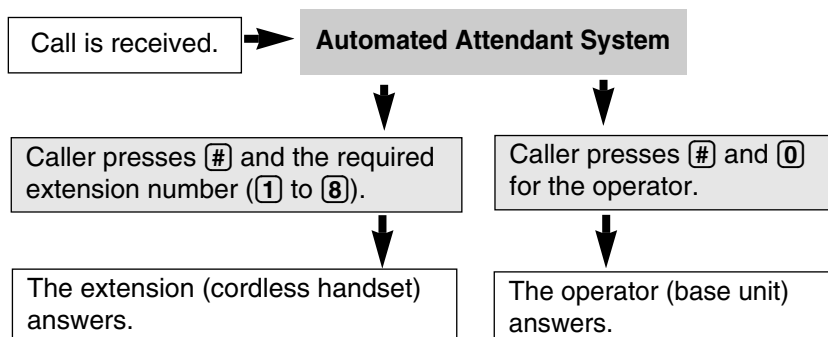 Call is received.
Automated Attendant System
Caller presses # and the required
extension number (1 to 8).
Caller presses # and 0
for the operator.
The extension (cordless handset)
answers.
The operator (base unit)
answers.